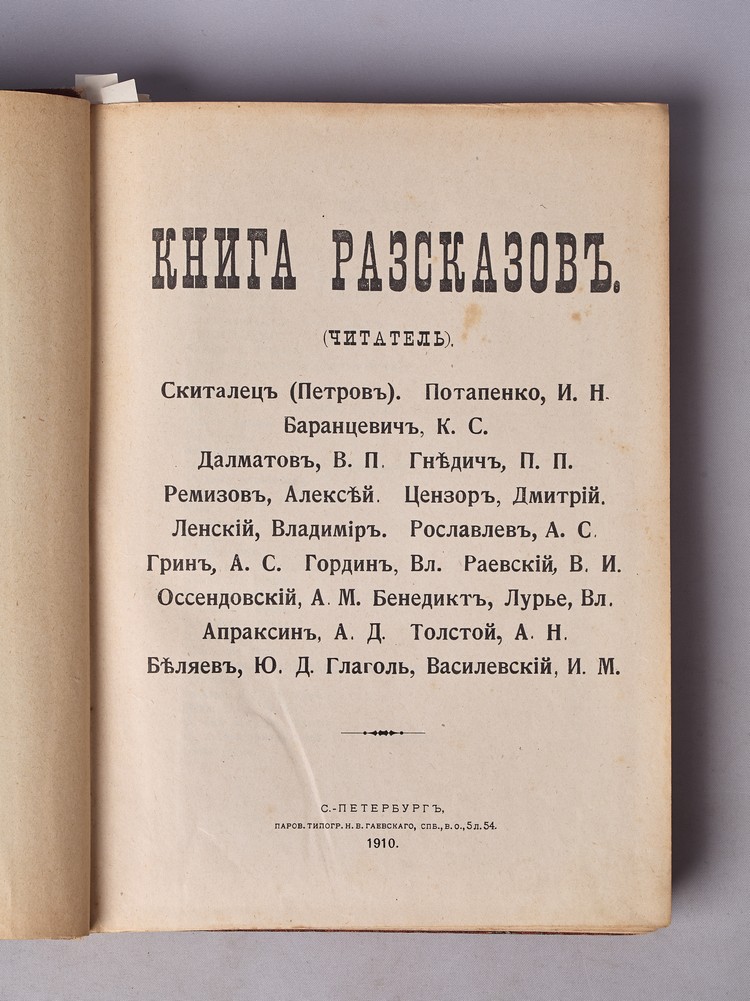 КНИГА РАЗСКАЗОВЪ.
(ЧИТАТЕЛЬ).
Скиталецъ (Петровъ). Потапенко, И. Н.
Баранцевичъ, К. С.
Далматовъ, В. П. Гнѣдичъ, П. П.
Ремизовъ, Алексѣй. Цензоръ, Дмитрій.
Ленскій, Владиміръ. Рославлевъ, А. С.
Гринъ, А. С. Гординъ, Вл. Раевскій, В. И.
Оссендовскій, А. М. Бенедиктъ, Лурье, Вл.
Апраксинъ, А. Д. Толстой, А. Н.
Бѣляевъ, Ю. Д. Глаголь, Василевскій, И. М.
С.-ПЕТЕРБУРГЪ,
ПАРОВ. ТИПОГР. Н. В. ГАЕВСКАГО, СПБ., В. О., 5 л. 54.
1910.